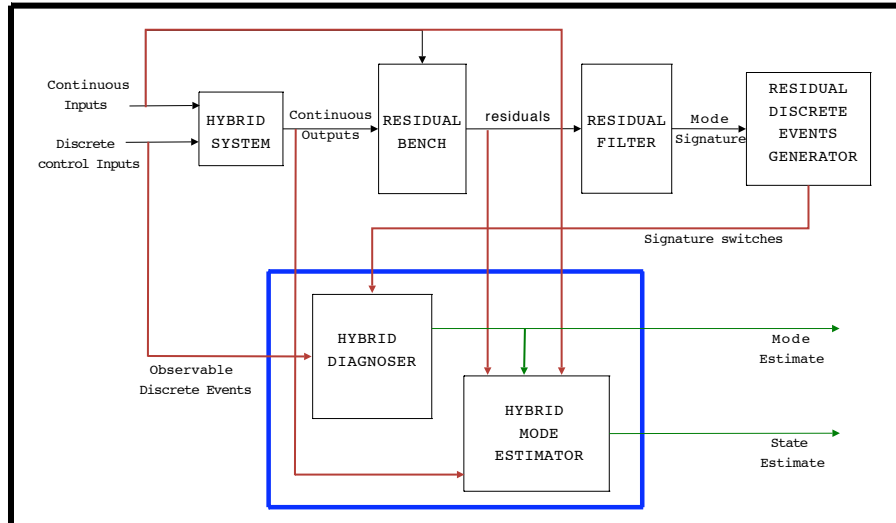 Continuous
Inputs
Discrete
control Inputs
HYBRID
SYSTEM
Continuous
Outputs
RESIDUAL
BENCH
residuals
RESIDUAL
FILTER
Mode
Signature
RESIDUAL
DISCRETE
EVENTS
GENERATOR
Signature switches
HYBRID
DIAGNOSER
Observable
Discrete Events
Mode
Estimate
HYBRID
MODE
ESTIMATOR
State
Estimate